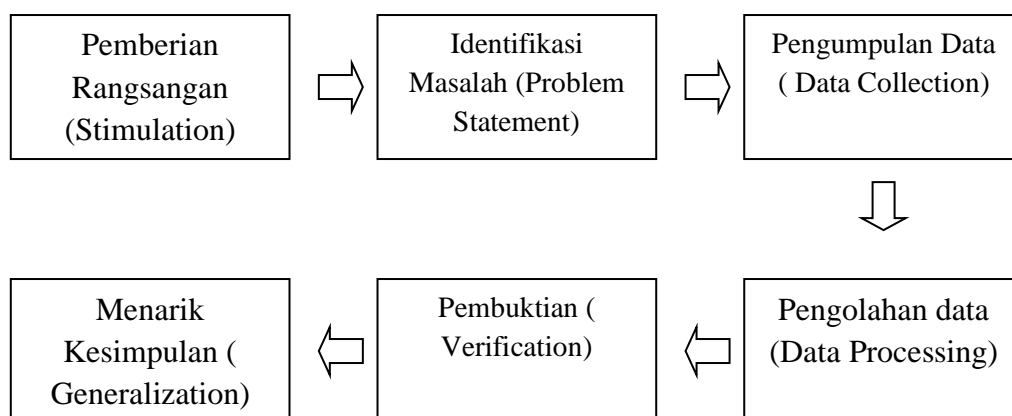 Pemberian
Rangsangan
(Stimulation)
Identifikasi
Masalah (Problem
Statement)
Pengumpulan Data
( Data Collection)
Pengolahan data
(Data Processing)
Pembuktian (
Verification)
Menarik
Kesimpulan (
Generalization)